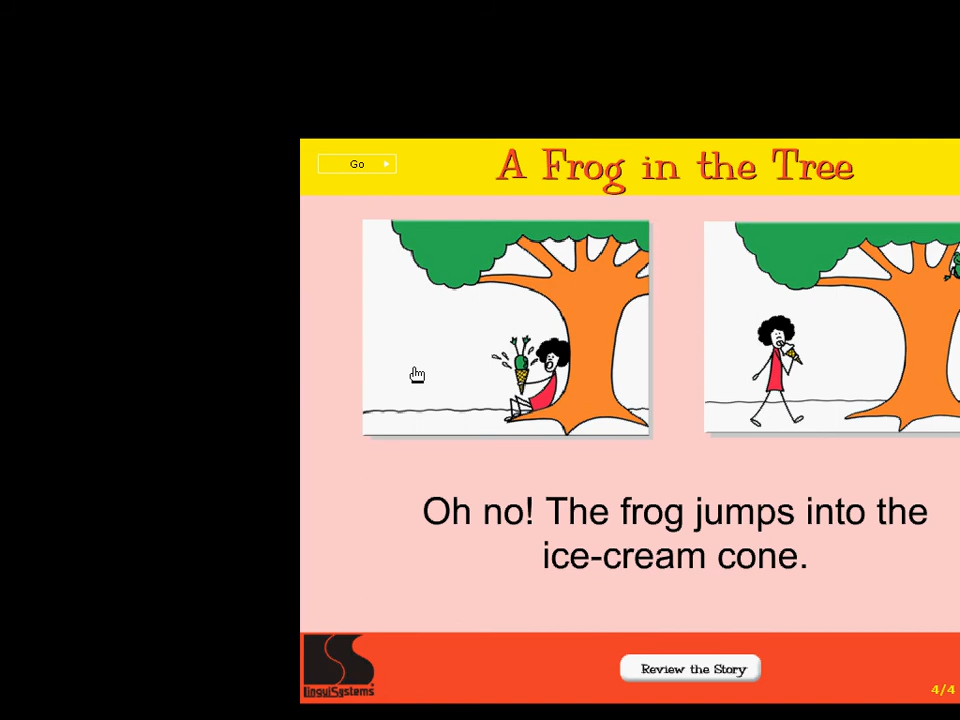 Go
A Frog in the Tree
Oh no! The frog jumps into the
ice-cream cone.
LinguiSystems
Review the Story
4/4